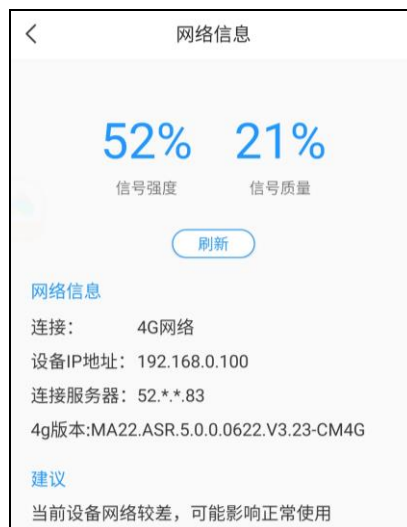 网络信息
52% 21%
信号强度 信号质量
刷新
网络信息
连接： 4G网络
设备IP地址：192.168.0.100
连接服务器：52.*.*.83
4g版本:MA22.ASR.5.0.0.0622.V3.23-CM4G
建议
当前设备网络较差，可能影响正常使用